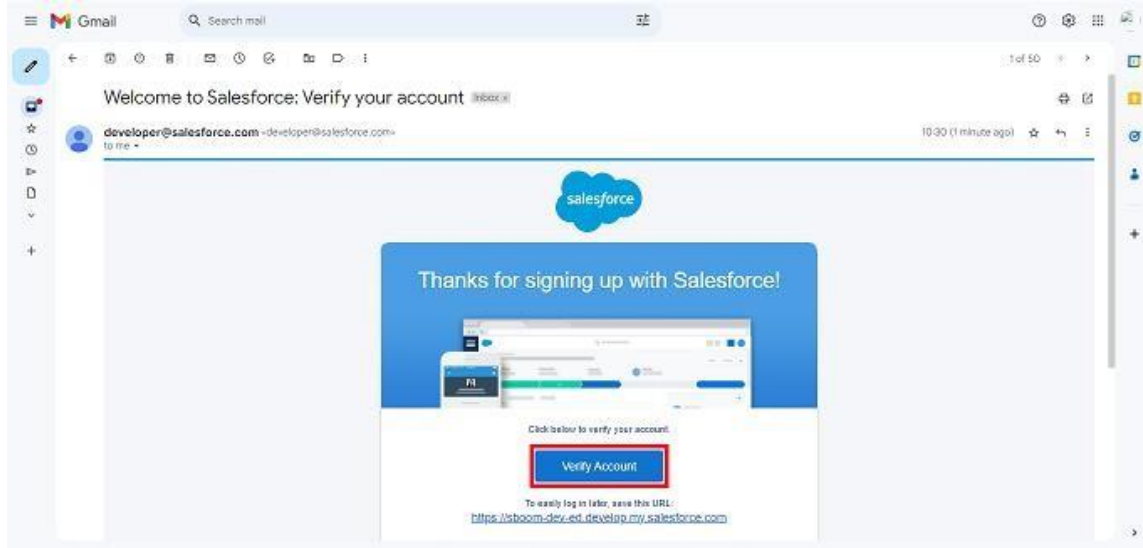 Gmail
Search mail
1 of 50
Welcome to Salesforce: Verify your account Inbox x
developer@salesforce.com <developer@salesforce.com>
10:30 (1 minute ago)
to me
salesforce
Thanks for signing up with Salesforce!
Click below to verify your account.
Verify Account
To easily log in later, save this URL:
https://sboom-dev-ed.develop.my.salesforce.com